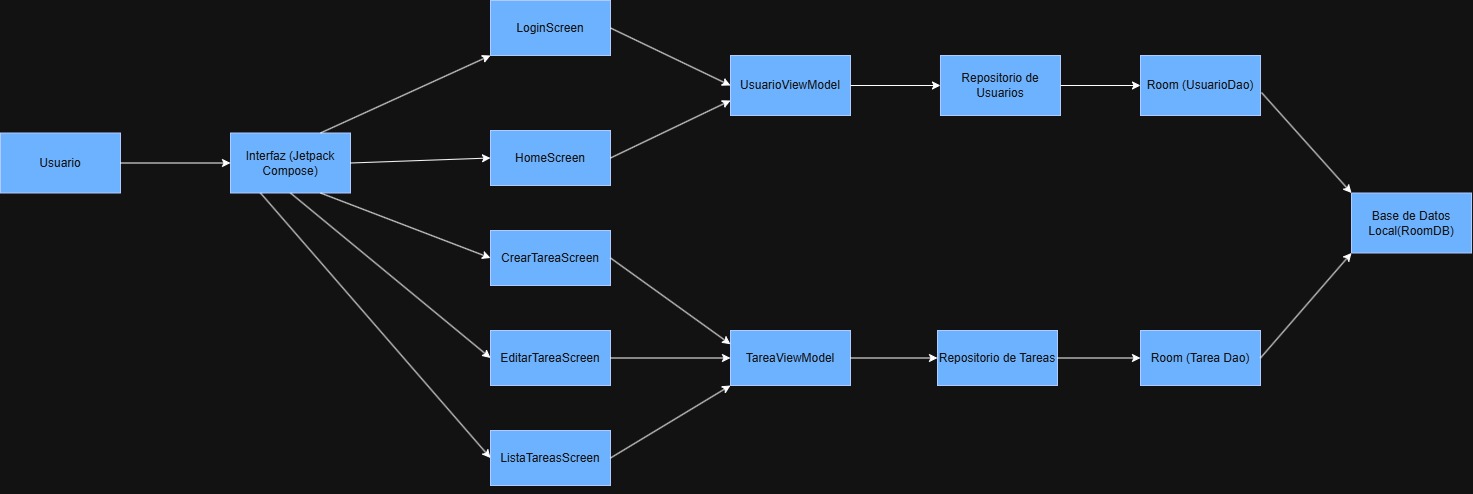 Usuario
Interfaz (Jetpack
Compose)
LoginScreen
HomeScreen
CrearTareaScreen
EditarTareaScreen
ListaTareasScreen
UsuarioViewModel
TareaViewModel
Repositorio de
Usuarios
Repositorio de Tareas
Room (UsuarioDao)
Room (Tarea Dao)
Base de Datos
Local(RoomDB)